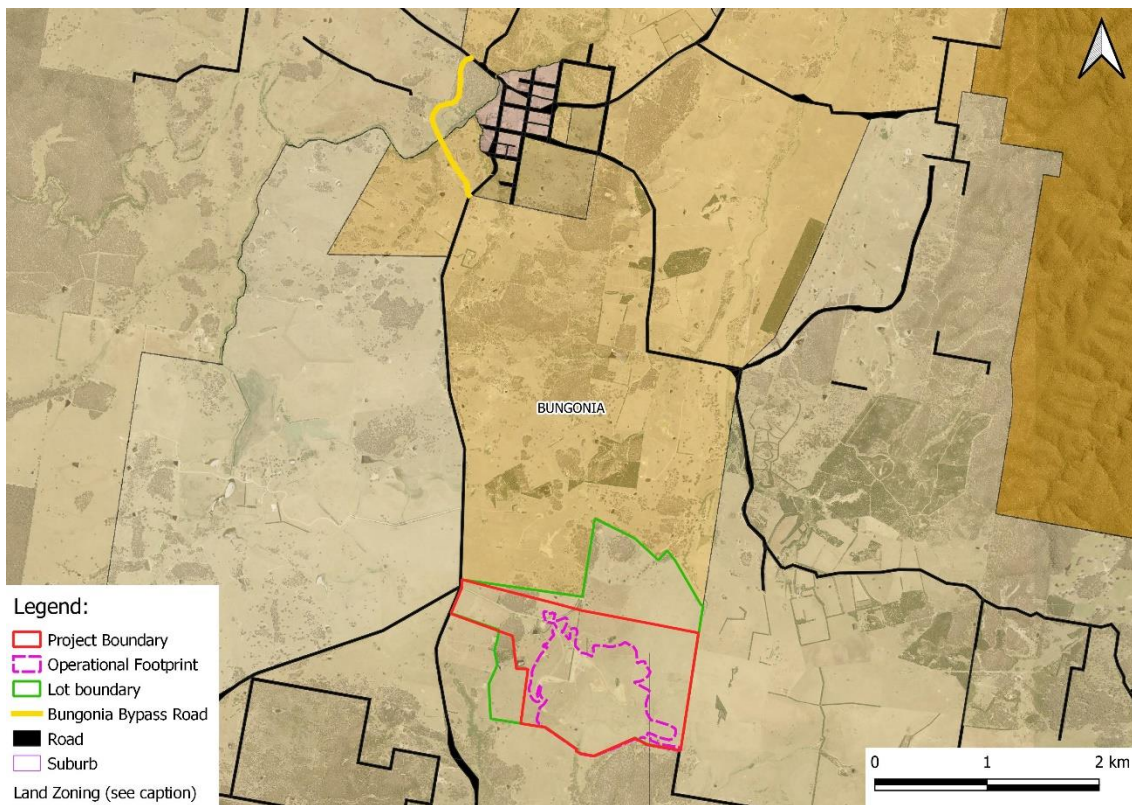 BUNGONIA
Legend:
Project Boundary
Operational Footprint
Lot boundary
Bungonia Bypass Road
Road
Suburb
Land Zoning (see caption)
0 1 2 km